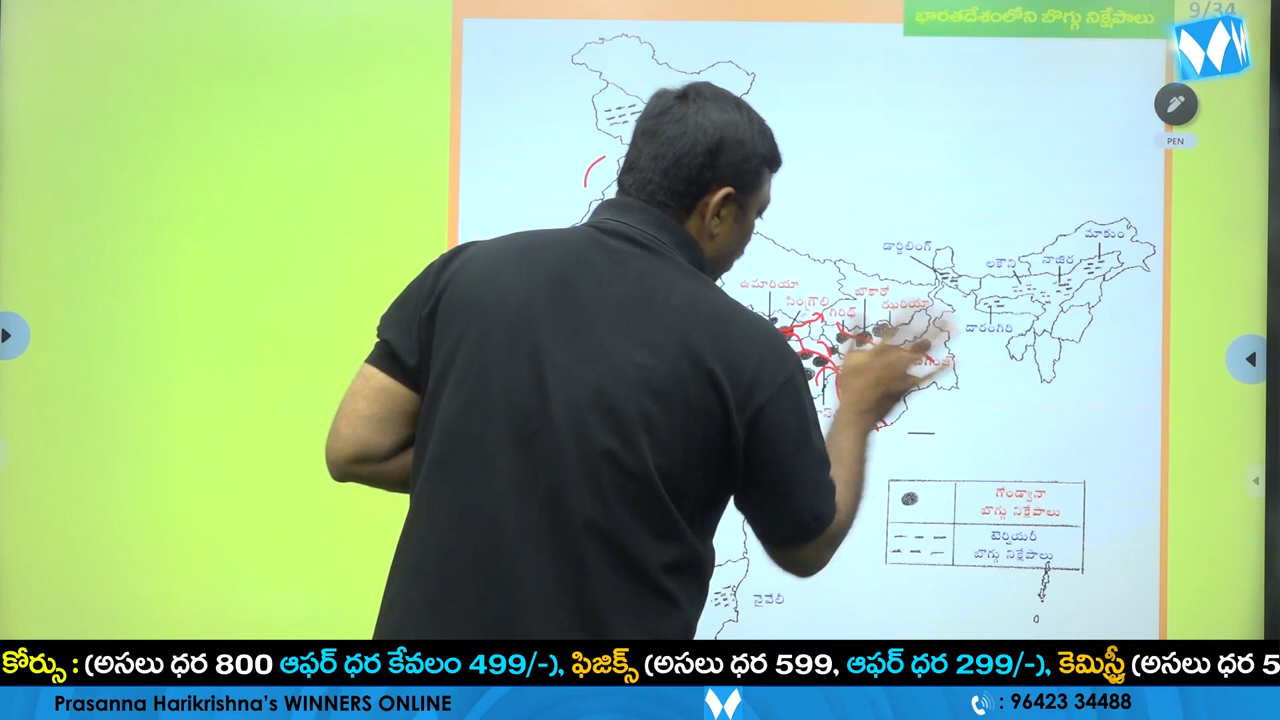 9/34
భారతదేశంలోని బొగ్గు నిక్షేపాలు
PEN
మాకుం
డార్జిలింగ్
లకౌని
నాజిర
ఉమారియా
బొకారో
సింగ్రౌలి
గిరిధ్
ఝరియా
దారంగిరి
గోండ్వానా
బొగ్గు నిక్షేపాలు
టెర్షియరీ
బొగ్గు నిక్షేపాలు
నైవేలీ
కోర్సు : (అసలు ధర 800 ఆఫర్ ధర కేవలం 499/-), ఫిజిక్స్ (అసలు ధర 599, ఆఫర్ ధర 299/-), కెమిస్ట్రీ (అసలు ధర 5
Prasanna Harikrishna's WINNERS ONLINE
: 96423 34488